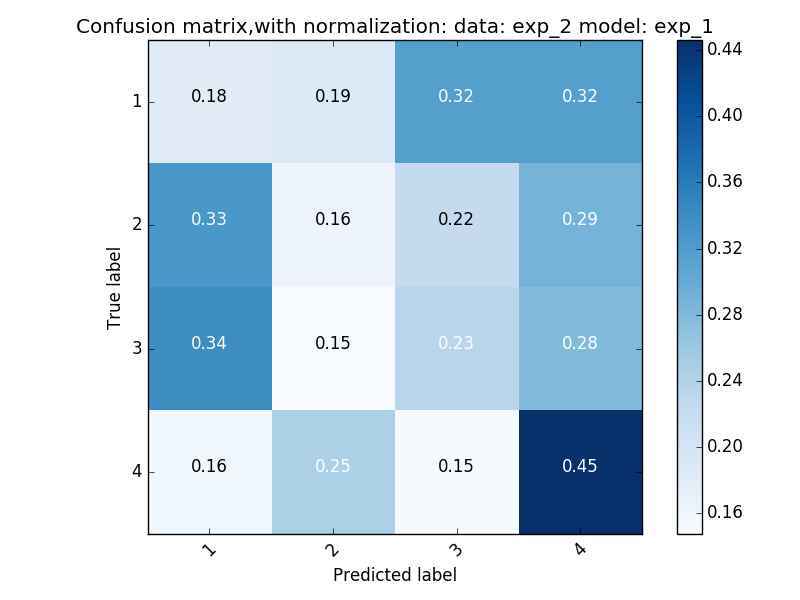 Confusion matrix,with normalization: data: exp_2 model: exp_1
True label
1 0.18 0.19 0.32 0.32
2 0.33 0.16 0.22 0.29
3 0.34 0.15 0.23 0.28
4 0.16 0.25 0.15 0.45
1 2 3 4
Predicted label
0.44
0.40
0.36
0.32
0.28
0.24
0.20
0.16